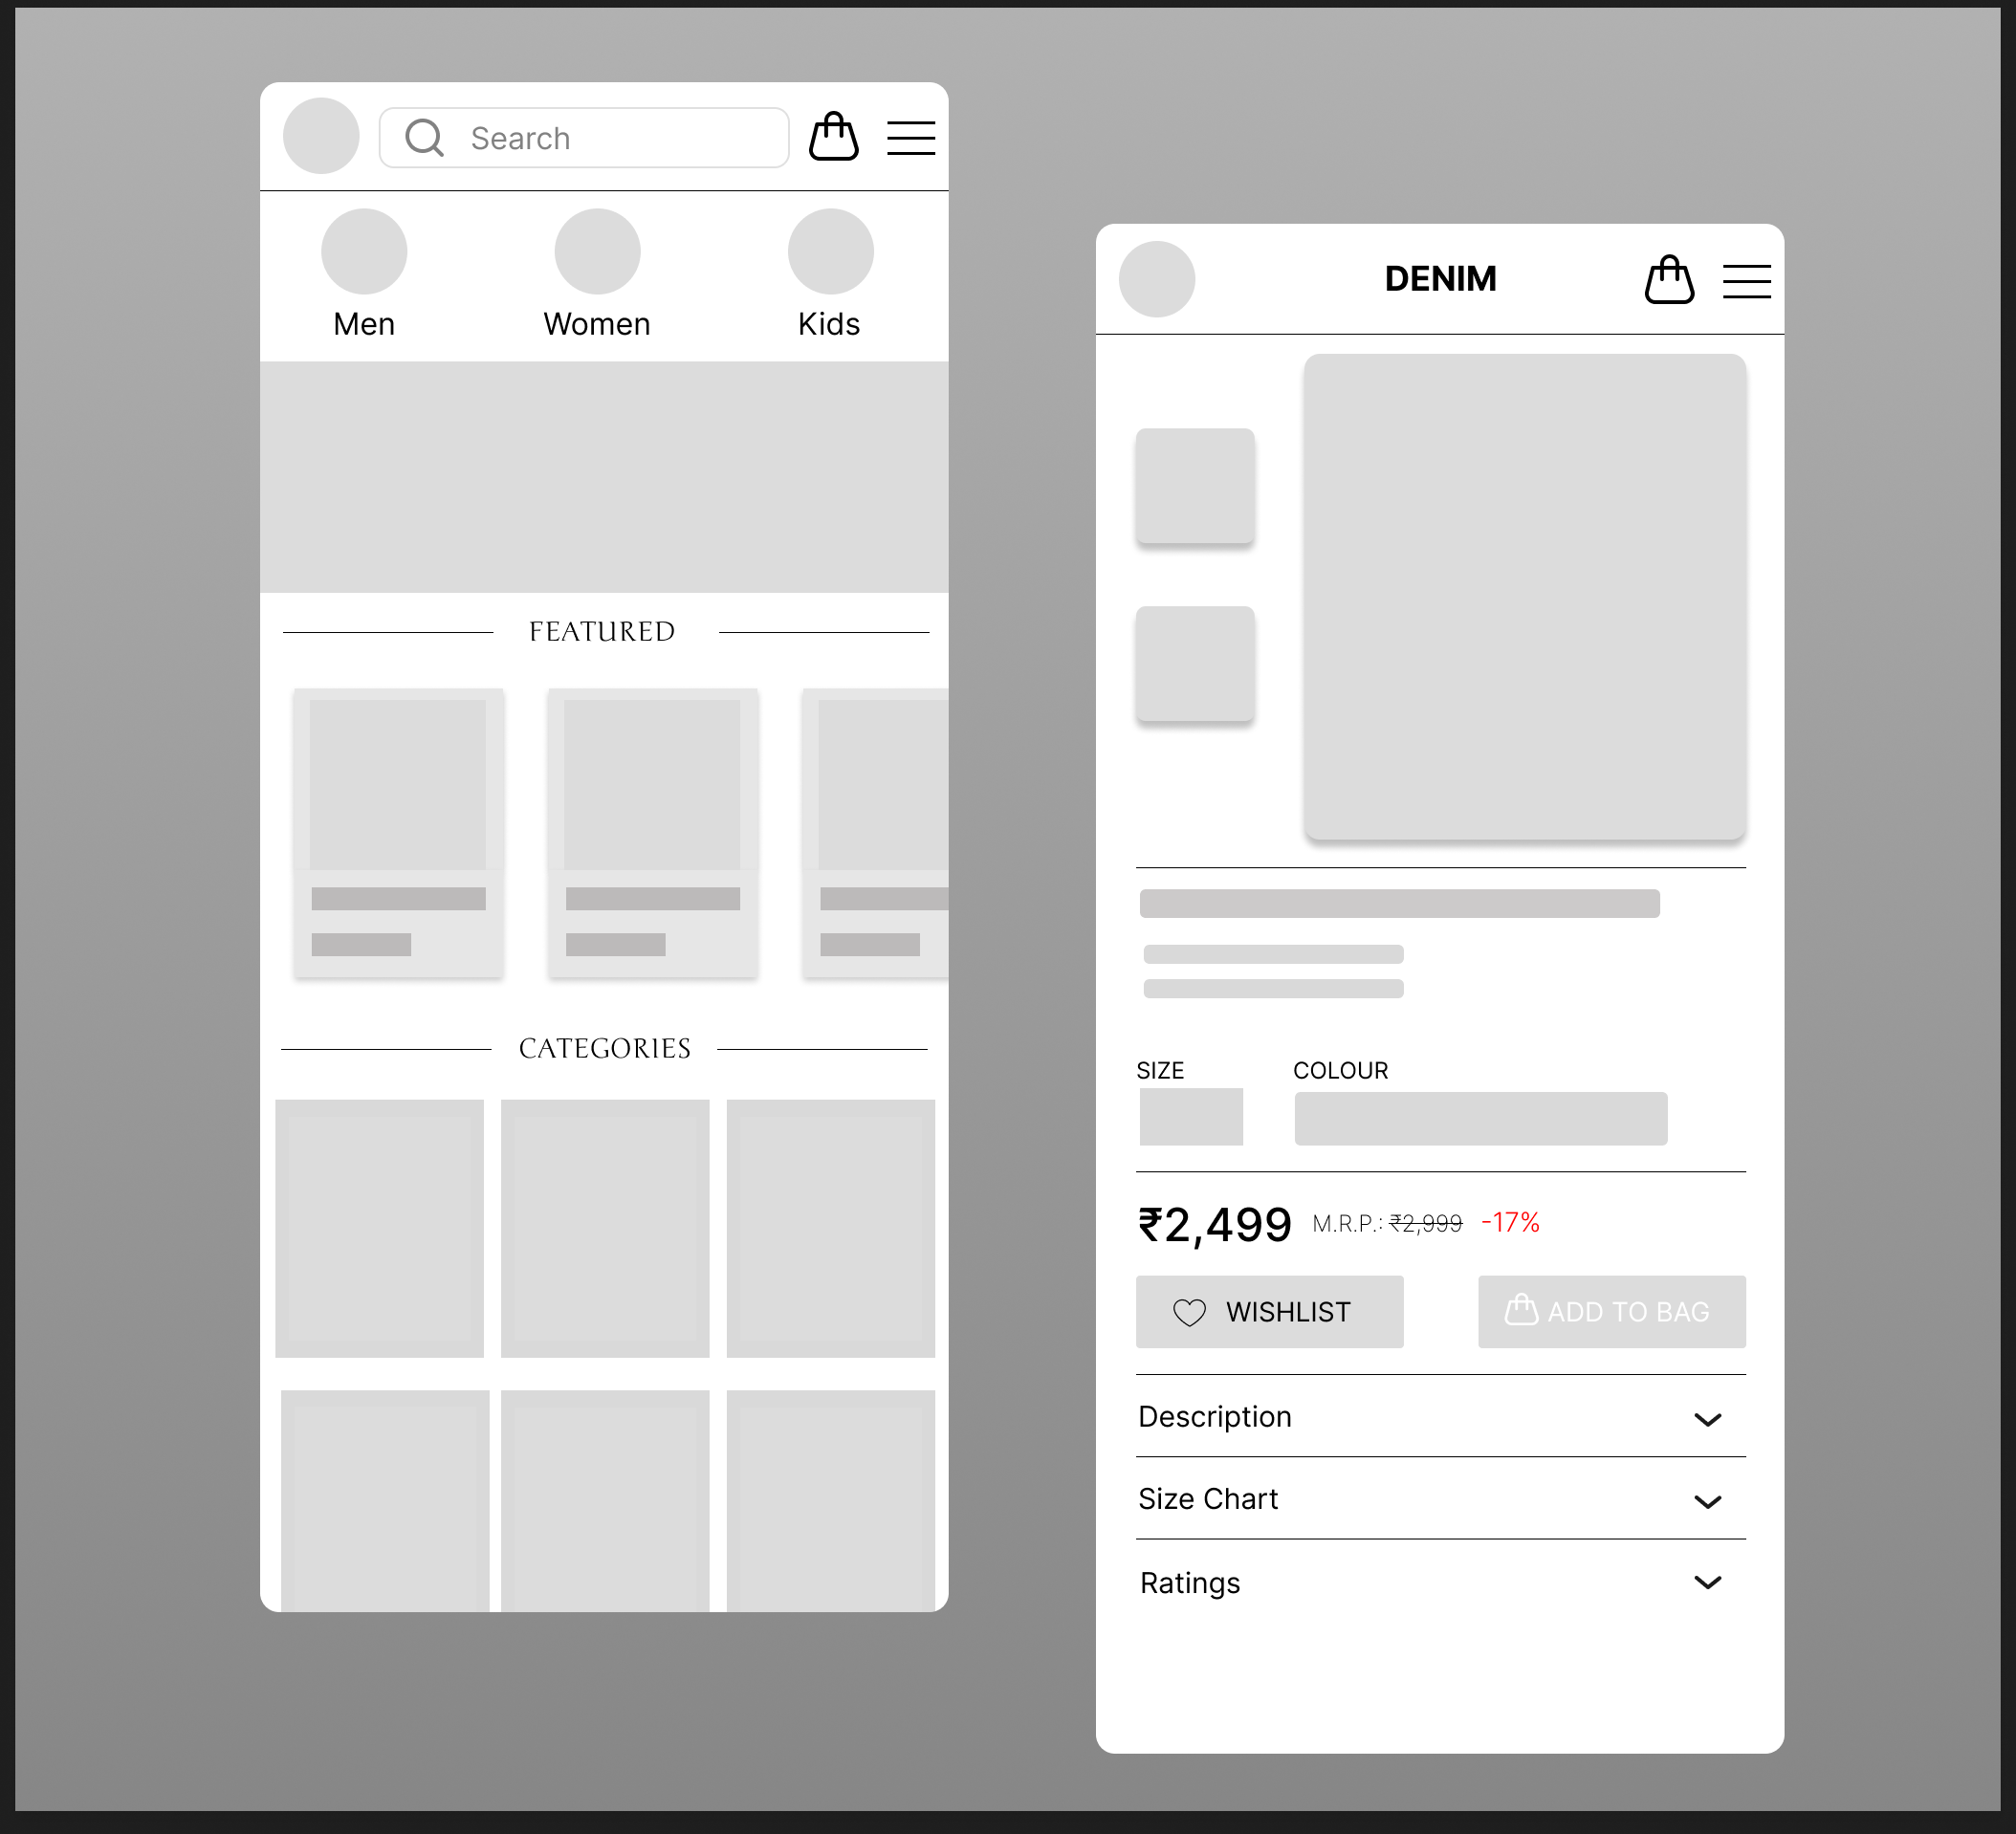 Search
Men
Women
Kids
FEATURED
CATEGORIES
DENIM
SIZE
COLOUR
₹2,499 M.R.P.: ₹2,999 -17%
WISHLIST
ADD TO BAG
Description
Size Chart
Ratings